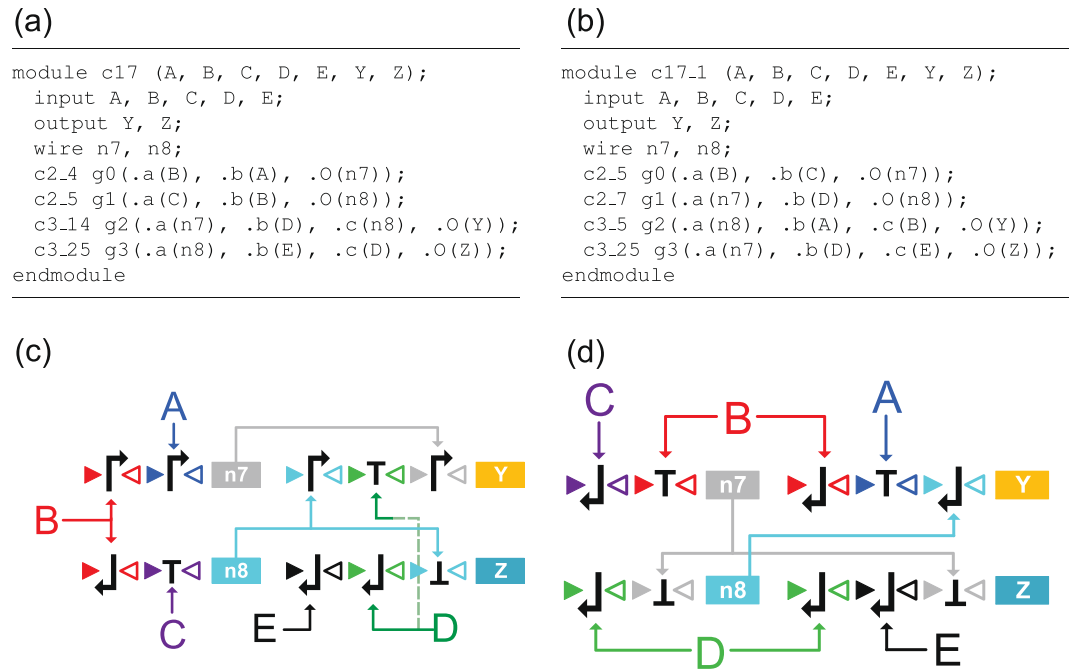 (a)
module c17 (A, B, C, D, E, Y, Z);
input A, B, C, D, E;
output Y, Z;
wire n7, n8;
c2_4 g0(.a(B), .b(A), .O(n7));
c2_5 g1(.a(C), .b(B), .O(n8));
c3_14 g2(.a(n7), .b(D), .c(n8), .O(Y));
c3_25 g3(.a(n8), .b(E), .c(D), .O(Z));
endmodule
(b)
module c17_1 (A, B, C, D, E, Y, Z);
input A, B, C, D, E;
output Y, Z;
wire n7, n8;
c2_5 g0(.a(B), .b(C), .O(n7));
c2_7 g1(.a(n7), .b(D), .O(n8));
c3_5 g2(.a(n8), .b(A), .c(B), .O(Y));
c3_25 g3(.a(n7), .b(D), .c(E), .O(Z));
endmodule
(c)
A
n7
Y
B
n8
Z
C
E
D
(d)
C
B
A
n7
Y
n8
Z
D
E